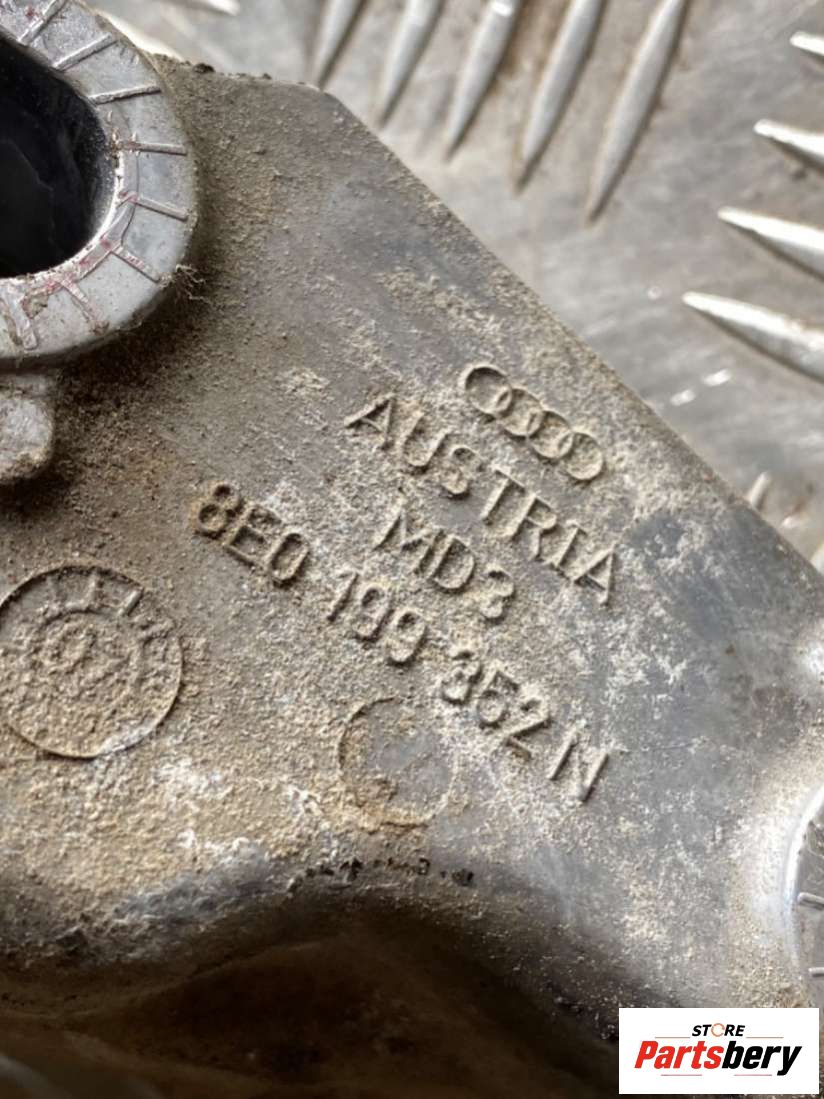 AUSTRIA
MD3
8E0 199 352 N
STORE
Partsbery